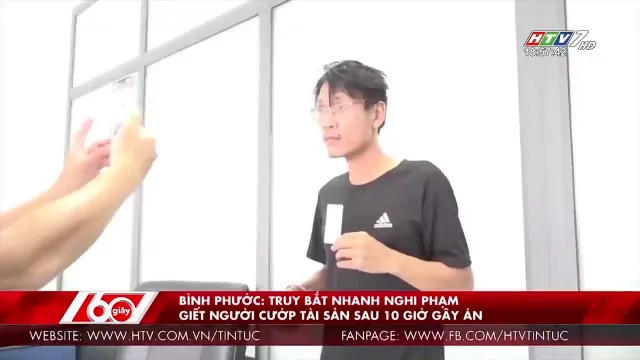 HTV7 HD
18:57:42
adidas
60 giây
BÌNH PHƯỚC: TRUY BẮT NHANH NGHI PHẠM
GIẾT NGƯỜI CƯỚP TÀI SẢN SAU 10 GIỜ GÂY ÁN
WEBSITE: WWW.HTV.COM.VN/TINTUC
FANPAGE: WWW.FB.COM/HTVTINTUC